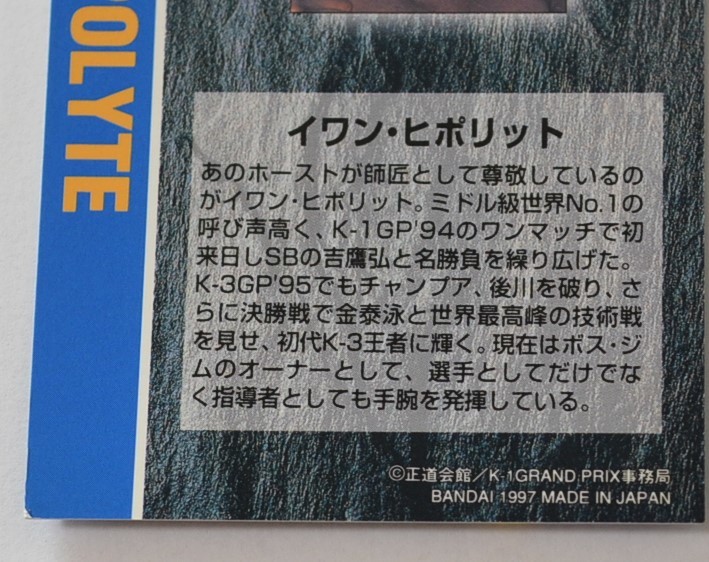 POLYTE
イワン・ヒポリット
あのホーストが師匠として尊敬しているの
がイワン・ヒポリット。ミドル級世界No.1の
呼び声高く、K-1GP'94のワンマッチで初
来日しSBの吉鷹弘と名勝負を繰り広げた。
K-3GP'95でもチャンプア、後川を破り、さ
らに決勝戦で金泰泳と世界最高峰の技術戦
を見せ、初代K-3王者に輝く。現在はボス・ジ
ムのオーナーとして、選手としてだけでな
く指導者としても手腕を発揮している。
©正道会館／K-1GRAND PRIX事務局
BANDAI 1997 MADE IN JAPAN